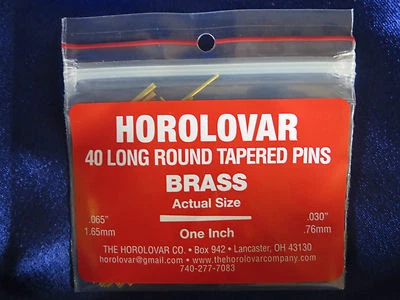 HOROLOVAR
40 LONG ROUND TAPERED PINS
BRASS
Actual Size
.065" .030"
1.65mm One Inch .76mm
THE HOROLOVAR CO. • Box 942 • Lancaster, OH 43130
horolovar@gmail.com • www.thehorolovarcompany.com
740-277-7083